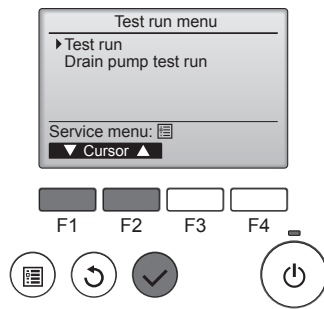 Test run menu
Test run
Drain pump test run
Service menu:
▼ Cursor ▲
F1 F2 F3 F4